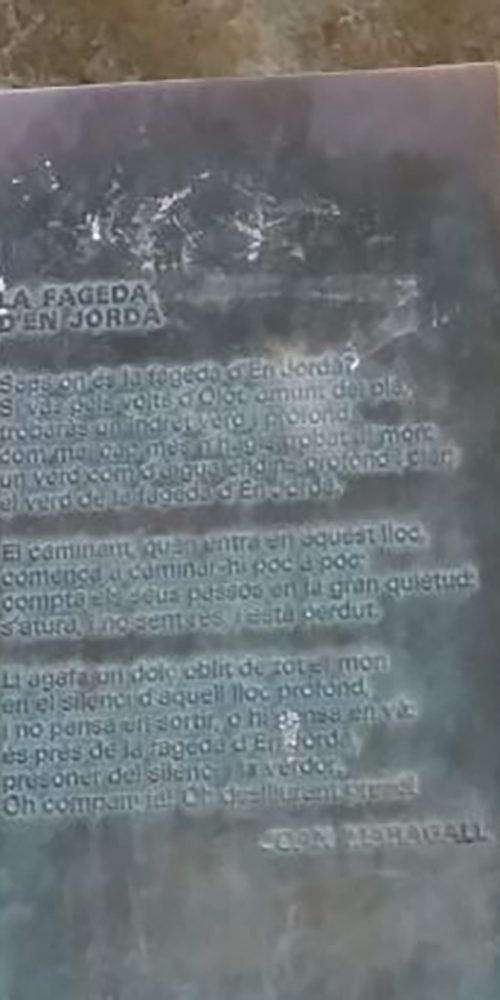 LA FAGEDA
D'EN JORDÀ
Saps on és la fageda d'En Jordà?
Si vas pels volts d'Olot, amunt del pla,
trobaràs un indret verd i profond
com mai cap més n'hagis trobat al món:
un verd com d'aigua endins, profond i clar;
el verd de la fageda d'En Jordà.
El caminant, quan entra en aquest lloc,
comença a caminar-hi poc a poc;
compta els seus passos en la gran quietud:
s'atura, i no sent res, i està perdut.
Li agafa un dolç oblit de tot el món
en el silenci d'aquell lloc profond,
i no pensa en sortir, o hi pensa en va:
és pres de la fageda d'En Jordà,
presoner del silenci i la verdor.
Oh companyia! Oh deslliurant presó!
JOAN MARAGALL